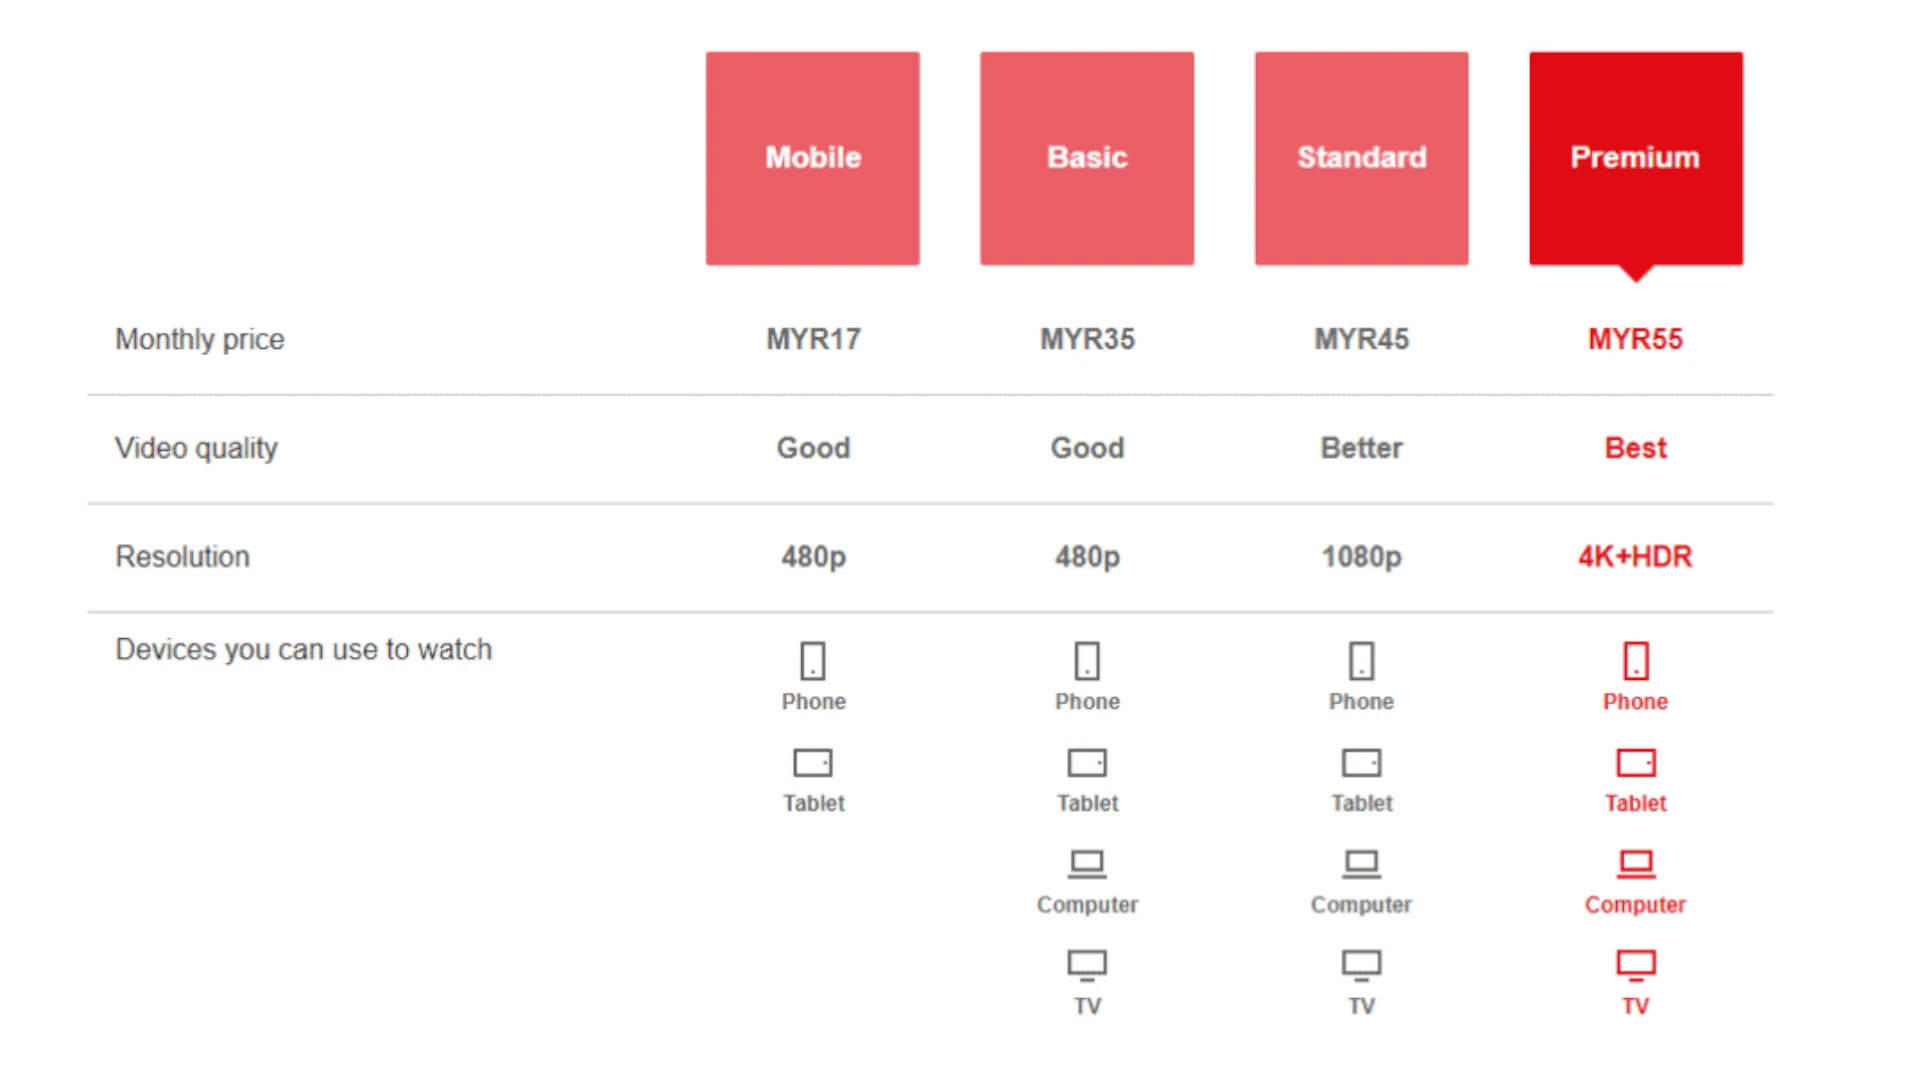 Mobile Basic Standard Premium
Monthly price MYR17 MYR35 MYR45 MYR55
Video quality Good Good Better Best
Resolution 480p 480p 1080p 4K+HDR
Devices you can use to watch
Phone Phone Phone Phone
Tablet Tablet Tablet Tablet
Computer Computer Computer
TV TV TV